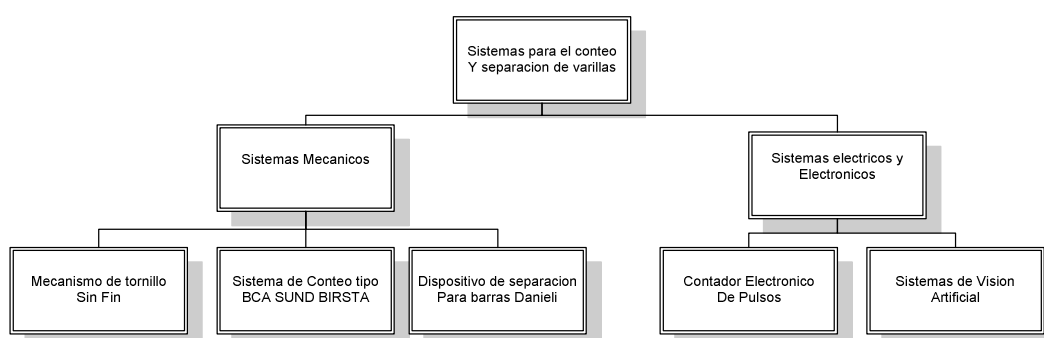 Sistemas para el conteo
Y separacion de varillas
Sistemas Mecanicos
Sistemas electricos y
Electronicos
Mecanismo de tornillo
Sin Fin
Sistema de Conteo tipo
BCA SUND BIRSTA
Dispositivo de separacion
Para barras Danieli
Contador Electronico
De Pulsos
Sistemas de Vision
Artificial